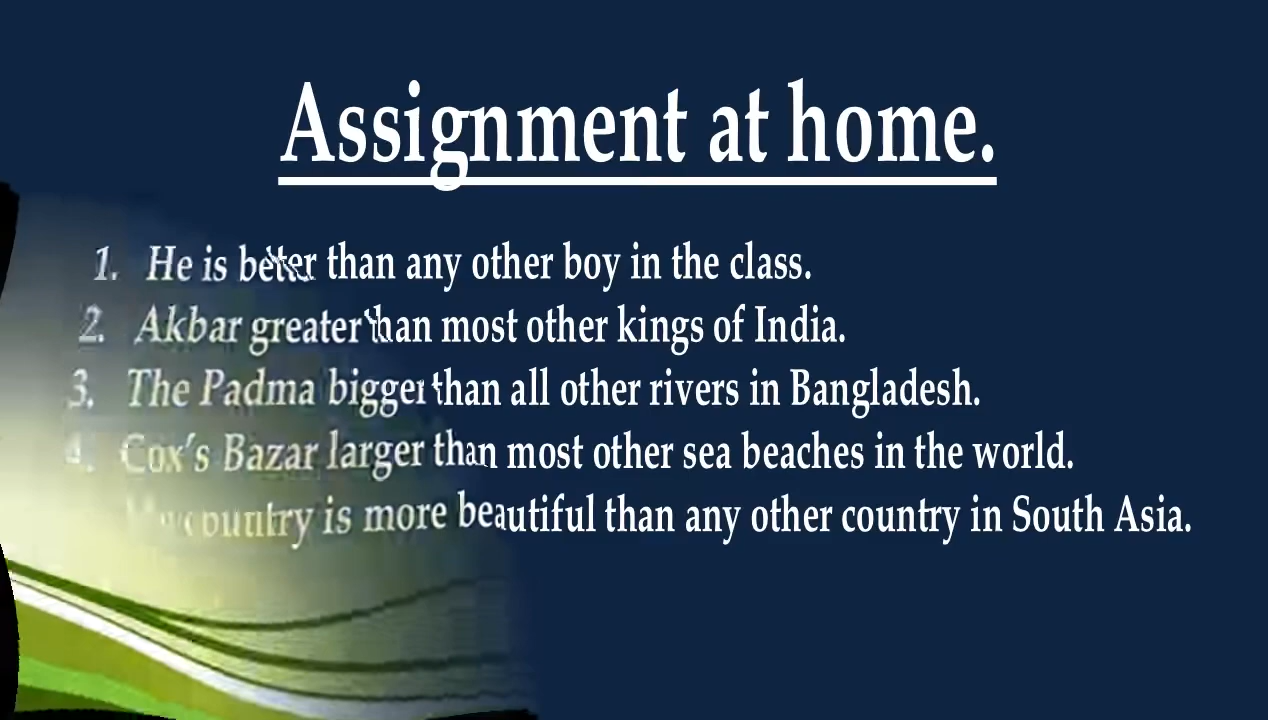 Assignment at home.
1. He is better than any other boy in the class.
2. Akbar greater than most other kings of India.
3. The Padma bigger than all other rivers in Bangladesh.
4. Cox's Bazar larger than most other sea beaches in the world.
My country is more beautiful than any other country in South Asia.